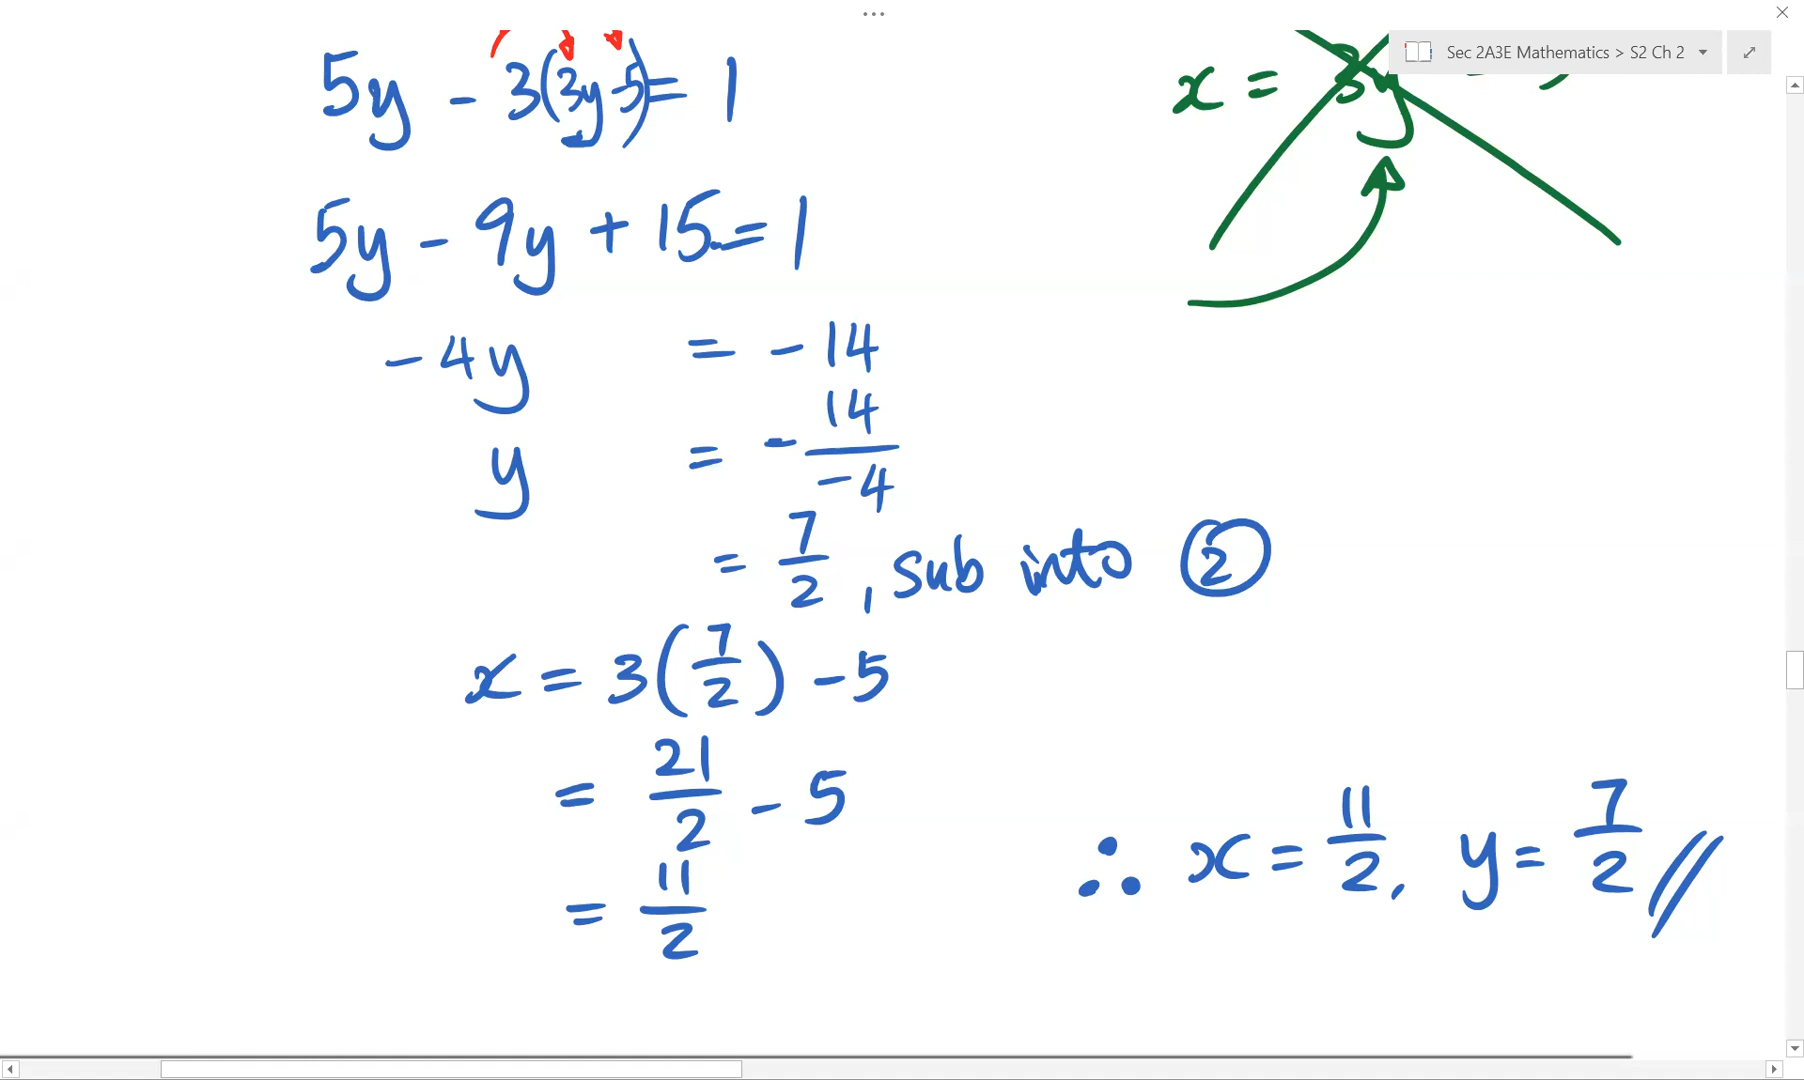 Sec 2A3E Mathematics > S2 Ch 2
5y - 3(3y-5) = 1
x = 3y
5y - 9y + 15 = 1
-4y = -14
y = - 14/-4
= 7/2, sub into ②
x = 3(7/2) - 5
= 21/2 - 5
= 11/2
∴ x = 11/2, y = 7/2 //